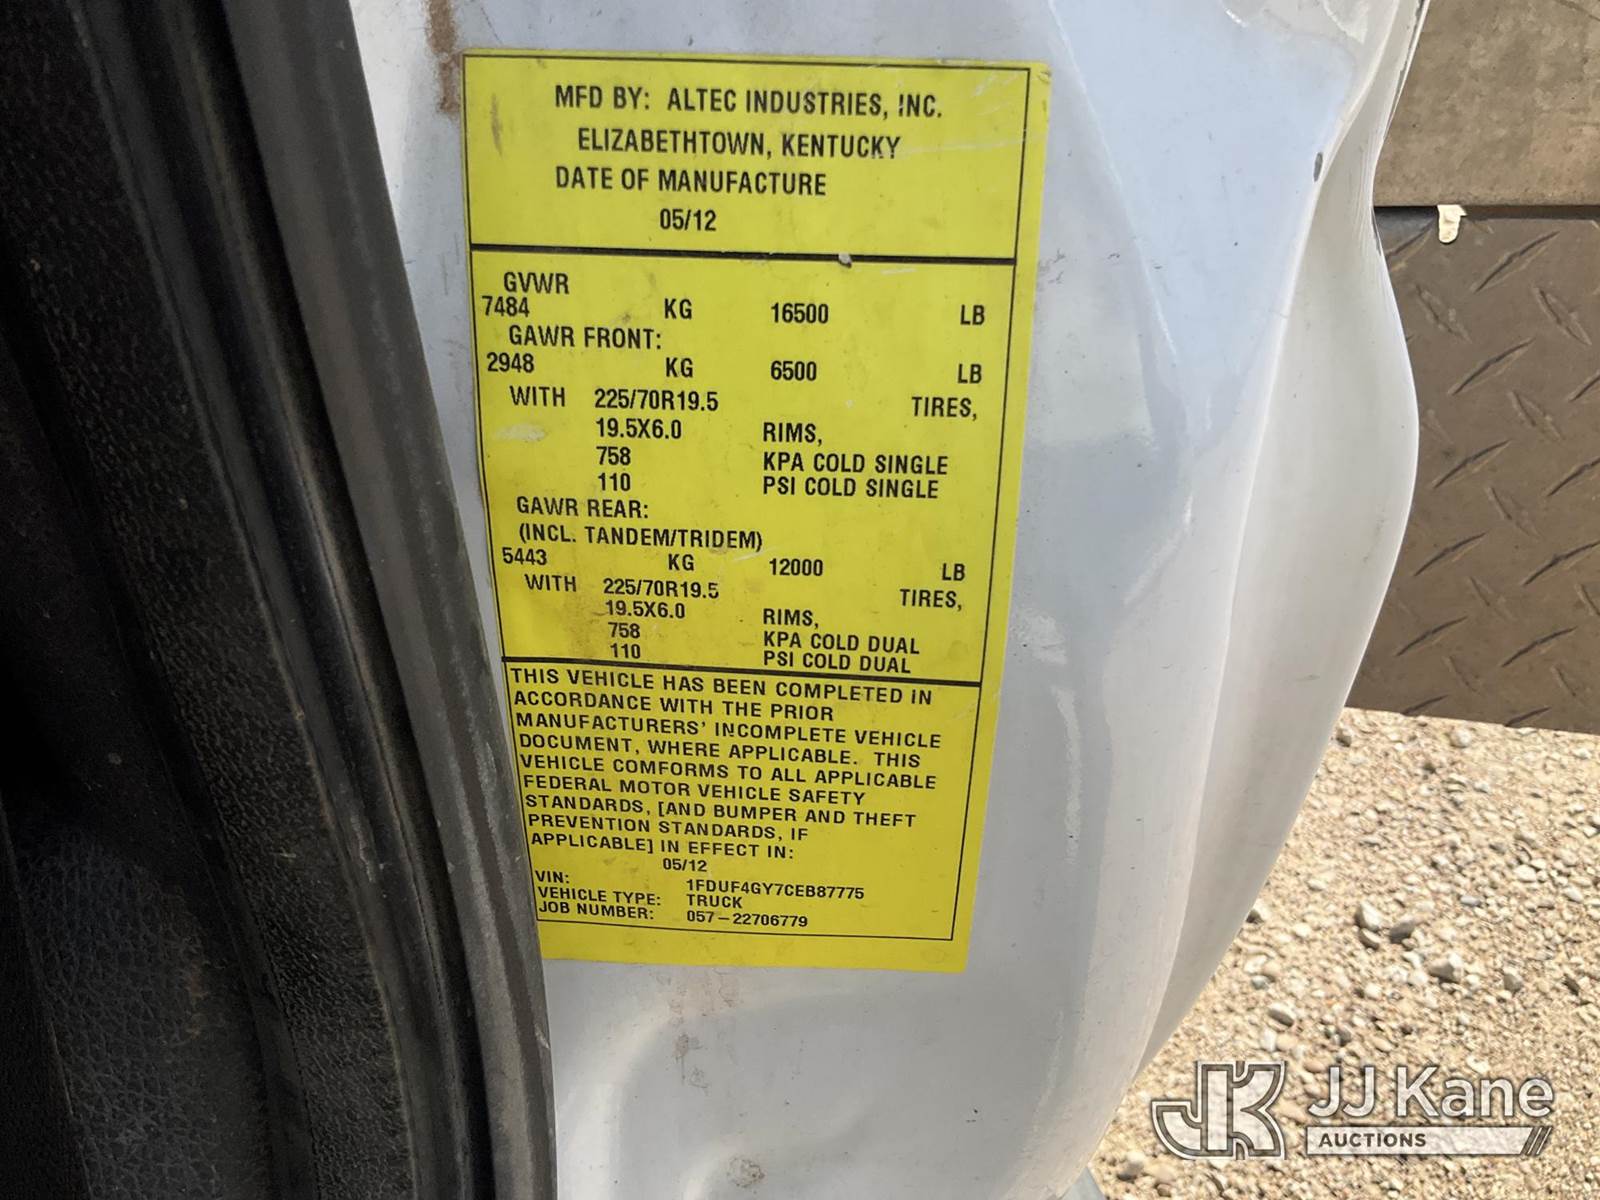 MFD BY: ALTEC INDUSTRIES, INC.
ELIZABETHTOWN, KENTUCKY
DATE OF MANUFACTURE
05/12
GVWR
7484 KG 16500 LB
GAWR FRONT:
2948 KG 6500 LB
WITH 225/70R19.5 TIRES,
19.5X6.0 RIMS,
758 KPA COLD SINGLE
110 PSI COLD SINGLE
GAWR REAR:
(INCL. TANDEM/TRIDEM)
5443 KG 12000 LB
WITH 225/70R19.5 TIRES,
19.5X6.0 RIMS,
758 KPA COLD DUAL
110 PSI COLD DUAL
THIS VEHICLE HAS BEEN COMPLETED IN
ACCORDANCE WITH THE PRIOR
MANUFACTURERS' INCOMPLETE VEHICLE
DOCUMENT, WHERE APPLICABLE. THIS
VEHICLE COMFORMS TO ALL APPLICABLE
FEDERAL MOTOR VEHICLE SAFETY
STANDARDS, [AND BUMPER AND THEFT
PREVENTION STANDARDS, IF
APPLICABLE] IN EFFECT IN:
05/12
VIN: 1FDUF4GY7CEB87775
VEHICLE TYPE: TRUCK
JOB NUMBER: 057-22706779
JK JJ Kane
AUCTIONS